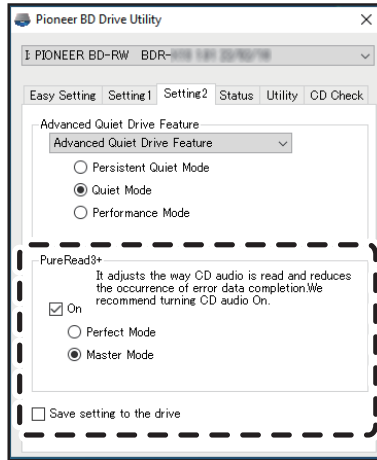 Pioneer BD Drive Utility
I: PIONEER BD-RW BDR-
Easy Setting Setting1 Setting2 Status Utility CD Check
Advanced Quiet Drive Feature
Advanced Quiet Drive Feature
Persistent Quiet Mode
Quiet Mode
Performance Mode
PureRead3+
It adjusts the way CD audio is read and reduces
the occurrence of error data completion.We
recommend turning CD audio On.
On
Perfect Mode
Master Mode
Save setting to the drive